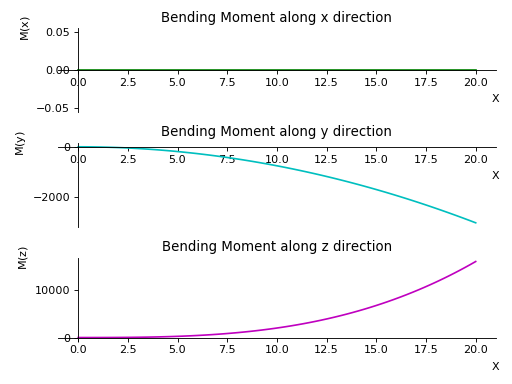 Bending Moment along x direction
M(x)
0.05
0.00
−0.05
0.0 2.5 5.0 7.5 10.0 12.5 15.0 17.5 20.0
X
Bending Moment along y direction
M(y)
0
−2000
0.0 2.5 5.0 7.5 10.0 12.5 15.0 17.5 20.0
X
Bending Moment along z direction
M(z)
10000
0
0.0 2.5 5.0 7.5 10.0 12.5 15.0 17.5 20.0
X